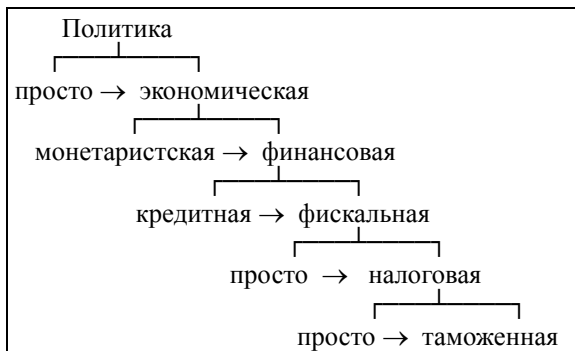 Политика
просто → экономическая
монетаристская → финансовая
кредитная → фискальная
просто → налоговая
просто → таможенная